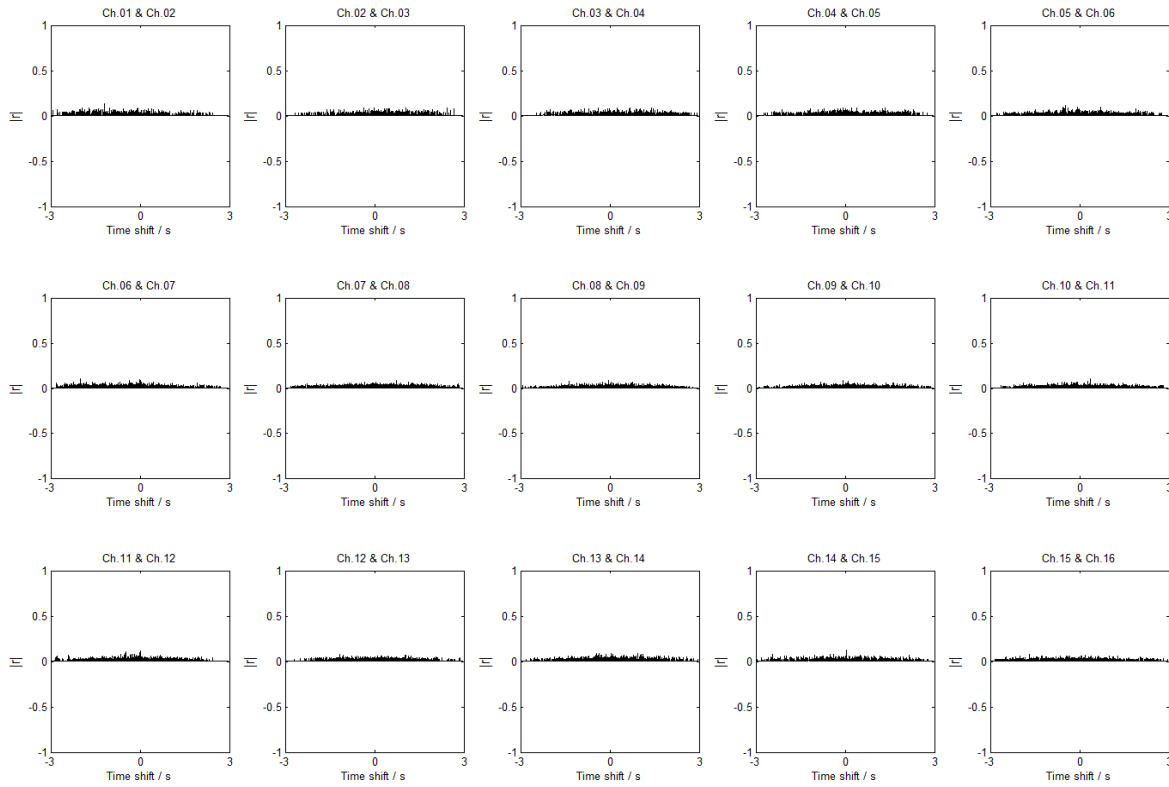 Ch.01 & Ch.02 Ch.02 & Ch.03 Ch.03 & Ch.04 Ch.04 & Ch.05 Ch.05 & Ch.06
1 1 1 1 1
0.5 0.5 0.5 0.5 0.5
|r| 0 |r| 0 |r| 0 |r| 0 |r| 0
-0.5 -0.5 -0.5 -0.5 -0.5
-1 -1 -1 -1 -1
-3 0 3 -3 0 3 -3 0 3 -3 0 3 -3 0 3
Time shift / s Time shift / s Time shift / s Time shift / s Time shift / s
Ch.06 & Ch.07 Ch.07 & Ch.08 Ch.08 & Ch.09 Ch.09 & Ch.10 Ch.10 & Ch.11
1 1 1 1 1
0.5 0.5 0.5 0.5 0.5
|r| 0 |r| 0 |r| 0 |r| 0 |r| 0
-0.5 -0.5 -0.5 -0.5 -0.5
-1 -1 -1 -1 -1
-3 0 3 -3 0 3 -3 0 3 -3 0 3 -3 0 3
Time shift / s Time shift / s Time shift / s Time shift / s Time shift / s
Ch.11 & Ch.12 Ch.12 & Ch.13 Ch.13 & Ch.14 Ch.14 & Ch.15 Ch.15 & Ch.16
1 1 1 1 1
0.5 0.5 0.5 0.5 0.5
|r| 0 |r| 0 |r| 0 |r| 0 |r| 0
-0.5 -0.5 -0.5 -0.5 -0.5
-1 -1 -1 -1 -1
-3 0 3 -3 0 3 -3 0 3 -3 0 3 -3 0 3
Time shift / s Time shift / s Time shift / s Time shift / s Time shift / s